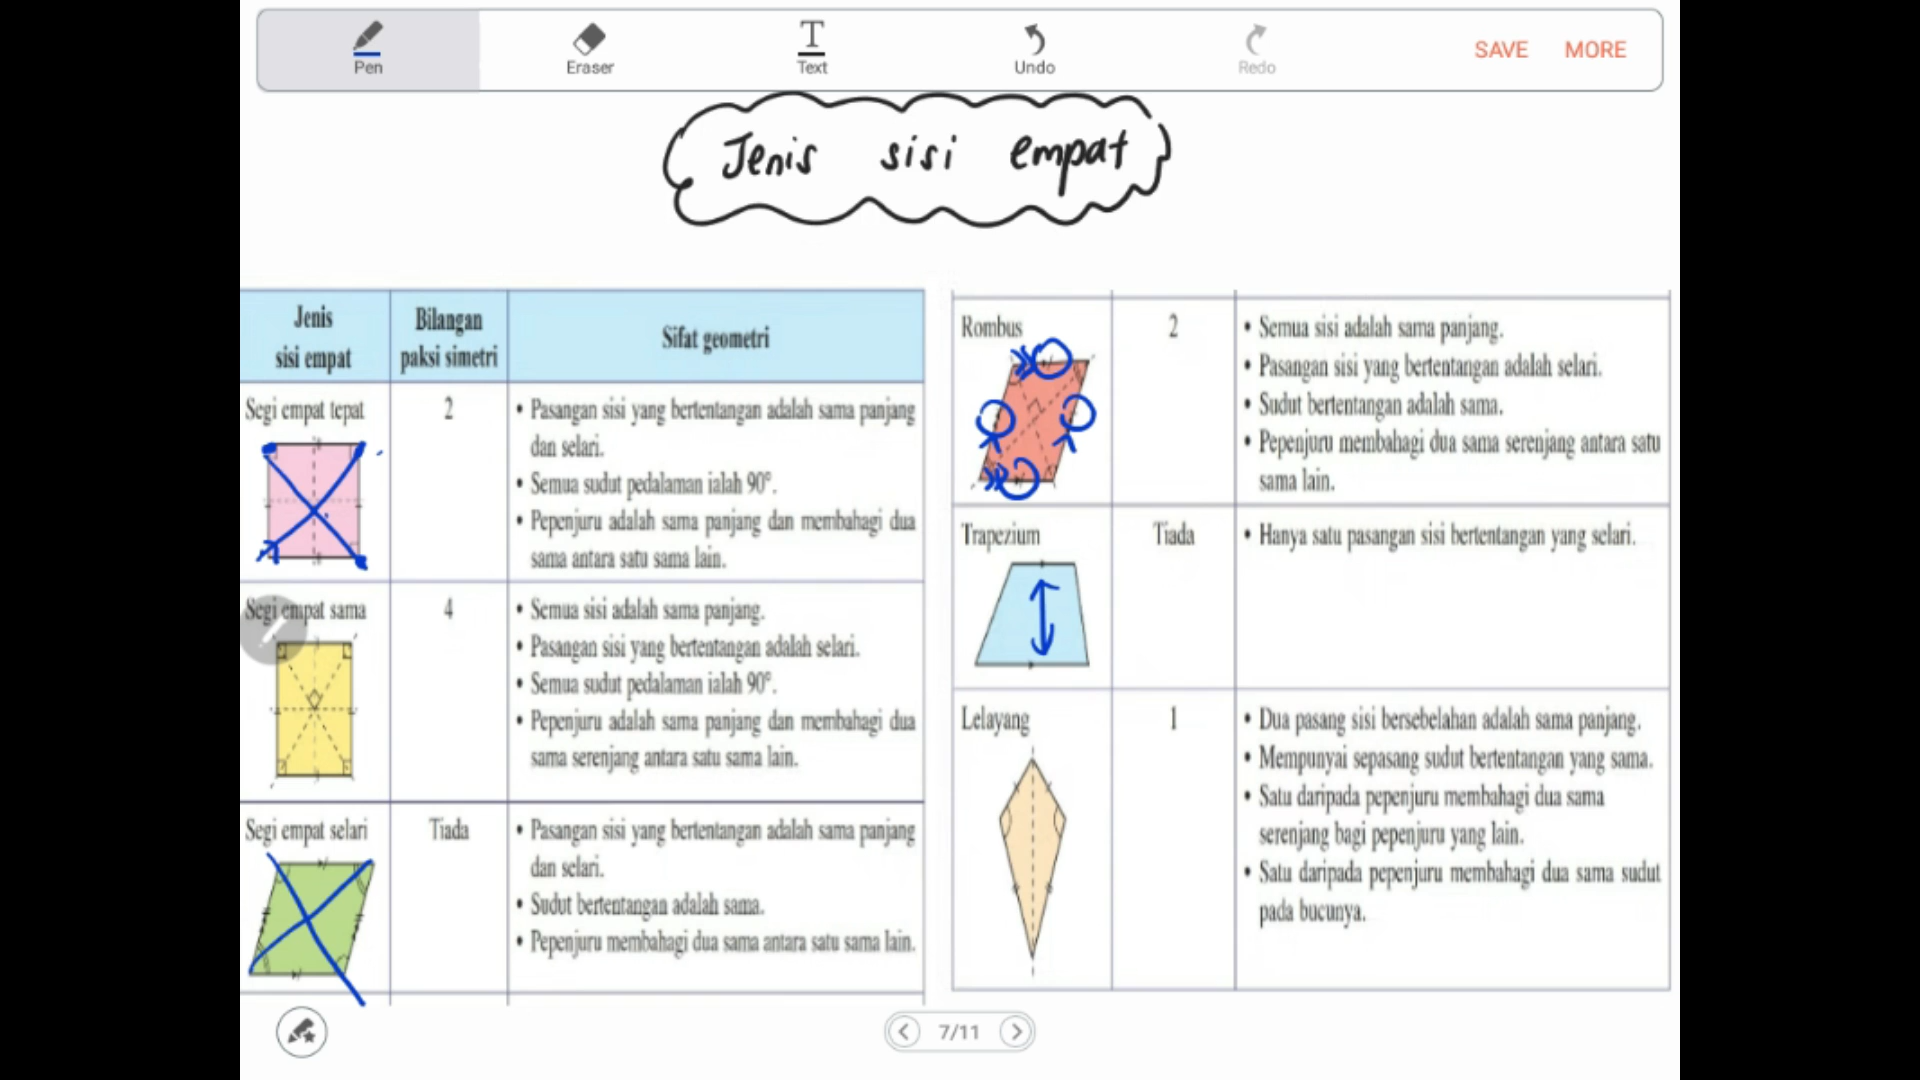 Pen
Eraser
T
Text
Undo
Redo
SAVE
MORE
Jenis sisi empat
Jenis
sisi empat
Bilangan
paksi simetri
Sifat geometri
Segi empat tepat
2
• Pasangan sisi yang bertentangan adalah sama panjang
dan selari.
• Semua sudut pedalaman ialah 90°.
• Pepenjuru adalah sama panjang dan membahagi dua
sama antara satu sama lain.
Segi empat sama
4
• Semua sisi adalah sama panjang.
• Pasangan sisi yang bertentangan adalah selari.
• Semua sudut pedalaman ialah 90°.
• Pepenjuru adalah sama panjang dan membahagi dua
sama serenjang antara satu sama lain.
Segi empat selari
Tiada
• Pasangan sisi yang bertentangan adalah sama panjang
dan selari.
• Sudut bertentangan adalah sama.
• Pepenjuru membahagi dua sama antara satu sama lain.
Rombus
2
• Semua sisi adalah sama panjang.
• Pasangan sisi yang bertentangan adalah selari.
• Sudut bertentangan adalah sama.
• Pepenjuru membahagi dua sama serenjang antara satu
sama lain.
Trapezium
Tiada
• Hanya satu pasangan sisi bertentangan yang selari.
Lelayang
1
• Dua pasang sisi bersebelahan adalah sama panjang.
• Mempunyai sepasang sudut bertentangan yang sama.
• Satu daripada pepenjuru membahagi dua sama
serenjang bagi pepenjuru yang lain.
• Satu daripada pepenjuru membahagi dua sama sudut
pada bucunya.
7/11